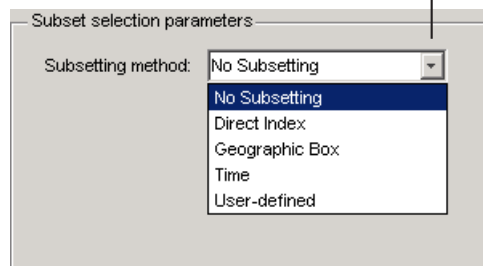 Subset selection parameters
Subsetting method: No Subsetting
No Subsetting
Direct Index
Geographic Box
Time
User-defined